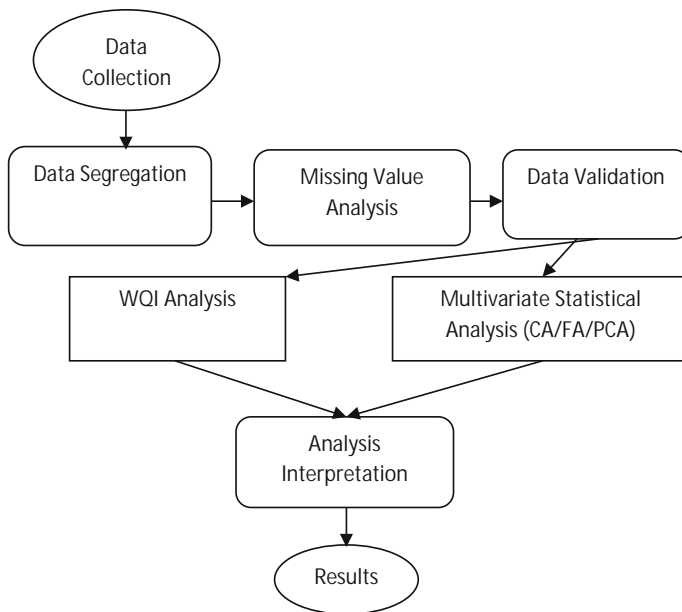 Data
Collection
Data Segregation
Missing Value
Analysis
Data Validation
WQI Analysis
Multivariate Statistical
Analysis (CA/FA/PCA)
Analysis
Interpretation
Results